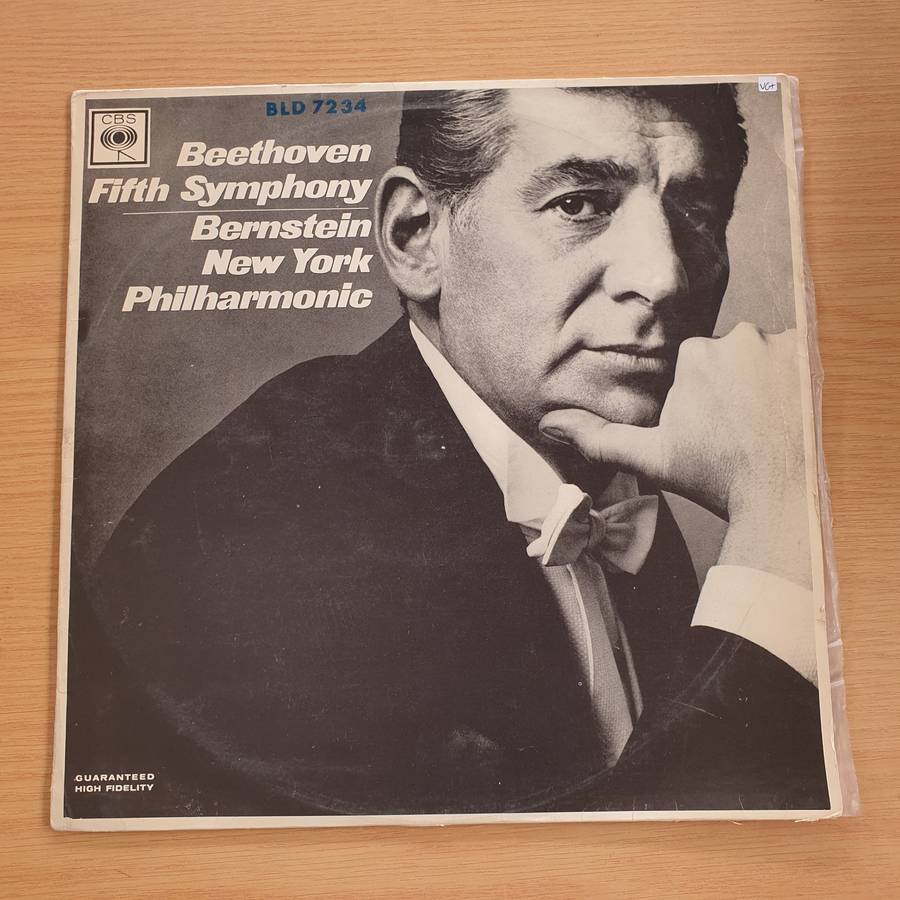 VG+
BLD 7234
CBS
Beethoven
Fifth Symphony
Bernstein
New York
Philharmonic
GUARANTEED
HIGH FIDELITY